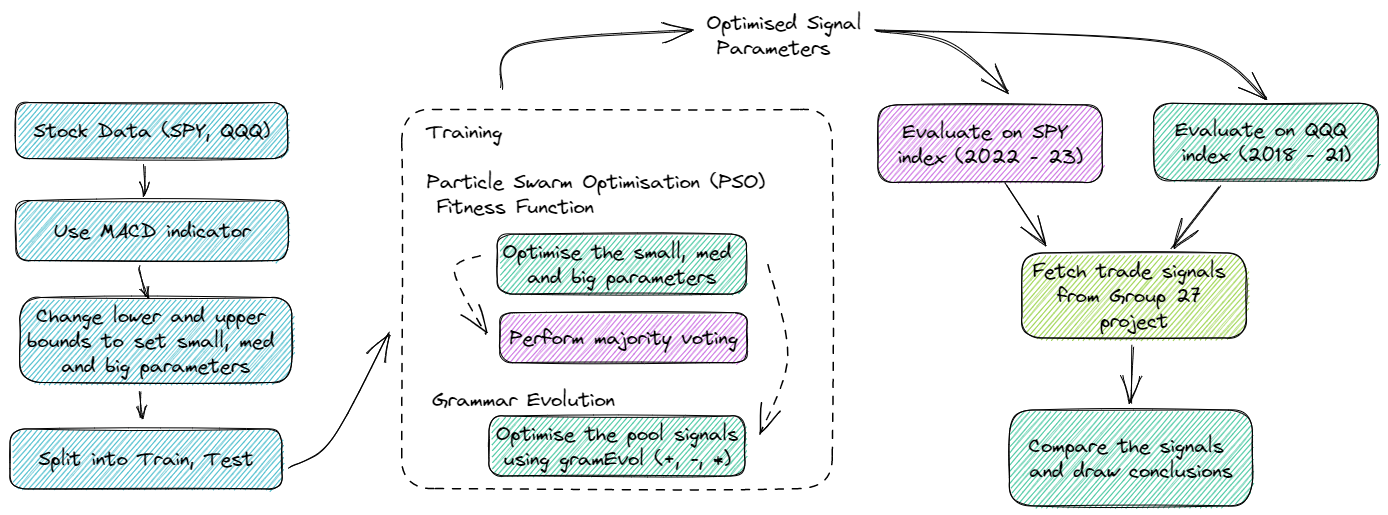 Stock Data (SPY, QQQ)
Use MACD indicator
Change lower and upper
bounds to set small, med
and big parameters
Split into Train, Test
Training
Particle Swarm Optimisation (PSO)
Fitness Function
Optimise the small, med
and big parameters
Perform majority voting
Grammar Evolution
Optimise the pool signals
using gramEvol (+, -, *)
Optimised Signal
Parameters
Evaluate on SPY
index (2022 - 23)
Evaluate on QQQ
index (2018 - 21)
Fetch trade signals
from Group 27
project
Compare the signals
and draw conclusions